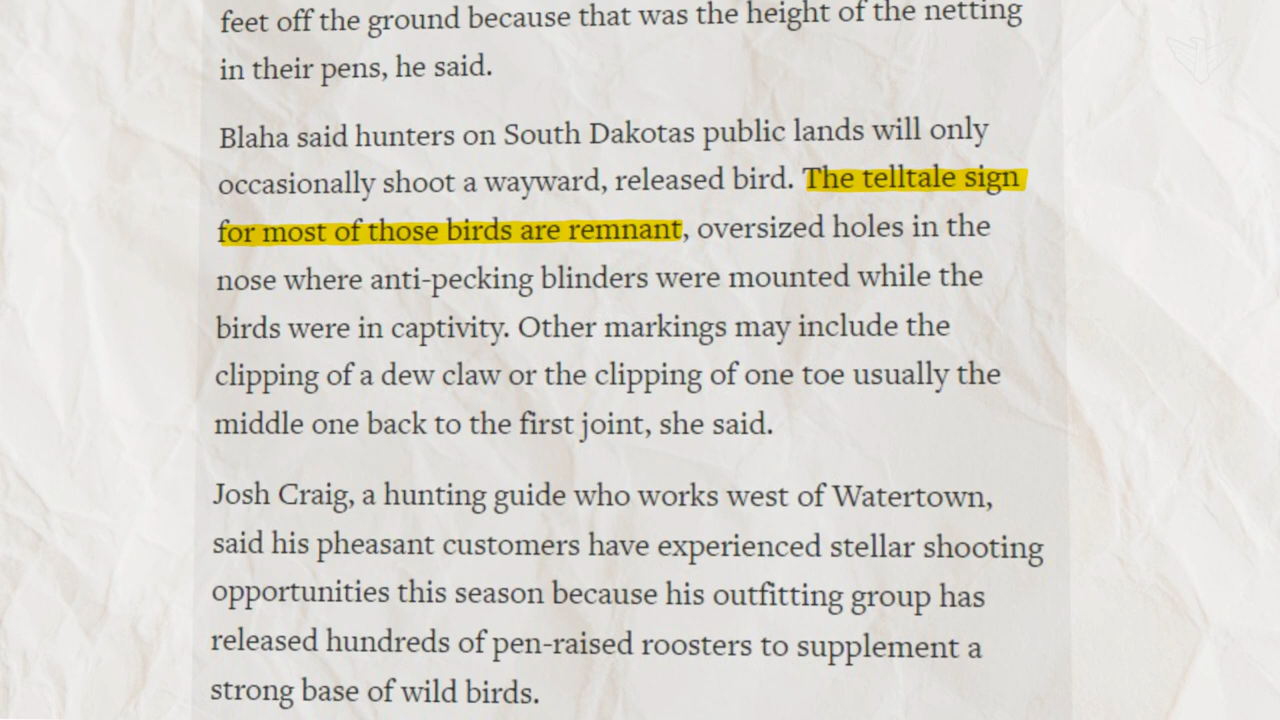 feet off the ground because that was the height of the netting
in their pens, he said.
Blaha said hunters on South Dakotas public lands will only
occasionally shoot a wayward, released bird. The telltale sign
for most of those birds are remnant, oversized holes in the
nose where anti-pecking blinders were mounted while the
birds were in captivity. Other markings may include the
clipping of a dew claw or the clipping of one toe usually the
middle one back to the first joint, she said.
Josh Craig, a hunting guide who works west of Watertown,
said his pheasant customers have experienced stellar shooting
opportunities this season because his outfitting group has
released hundreds of pen-raised roosters to supplement a
strong base of wild birds.